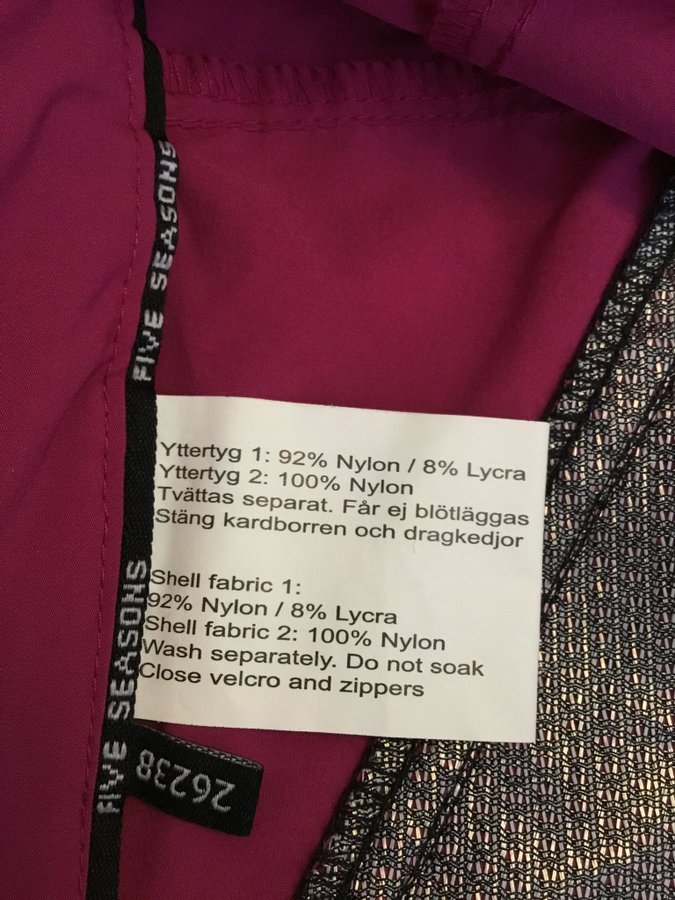 FIVE SEASONS
Yttertyg 1: 92% Nylon / 8% Lycra
Yttertyg 2: 100% Nylon
Tvättas separat. Får ej blötläggas
Stäng kardborren och dragkedjor
Shell fabric 1:
92% Nylon / 8% Lycra
Shell fabric 2: 100% Nylon
Wash separately. Do not soak
Close velcro and zippers
FIVE SEASONS
26238